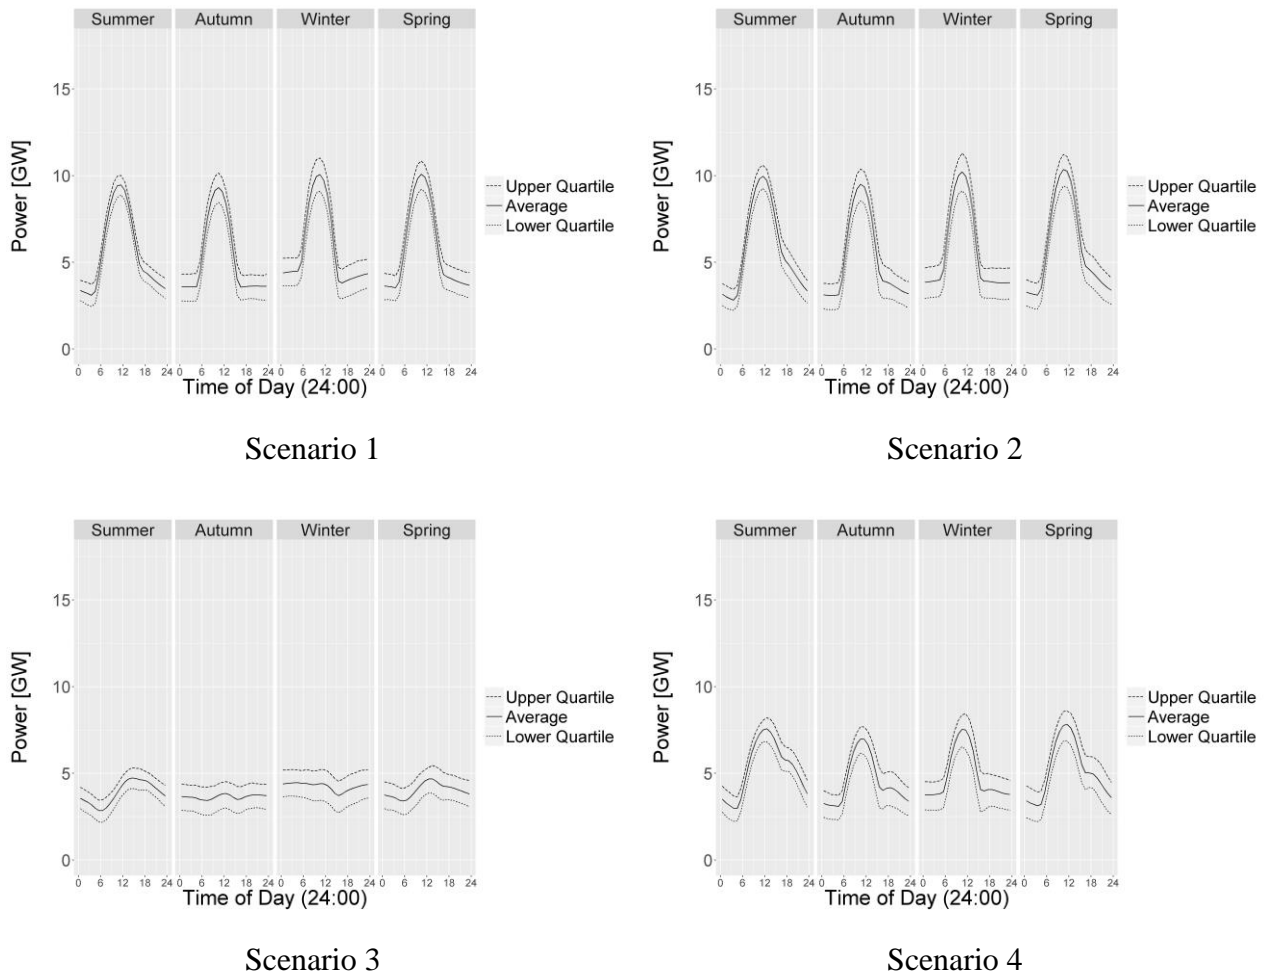 Summer Autumn Winter Spring
15
10
5
0
Power [GW]
0 6 12 18 24 0 6 12 18 24 0 6 12 18 24 0 6 12 18 24
Time of Day (24:00)
Upper Quartile
Average
Lower Quartile
Scenario 1
Summer Autumn Winter Spring
15
10
5
0
Power [GW]
0 6 12 18 24 0 6 12 18 24 0 6 12 18 24 0 6 12 18 24
Time of Day (24:00)
Upper Quartile
Average
Lower Quartile
Scenario 2
Summer Autumn Winter Spring
15
10
5
0
Power [GW]
0 6 12 18 24 0 6 12 18 24 0 6 12 18 24 0 6 12 18 24
Time of Day (24:00)
Upper Quartile
Average
Lower Quartile
Scenario 3
Summer Autumn Winter Spring
15
10
5
0
Power [GW]
0 6 12 18 24 0 6 12 18 24 0 6 12 18 24 0 6 12 18 24
Time of Day (24:00)
Upper Quartile
Average
Lower Quartile
Scenario 4